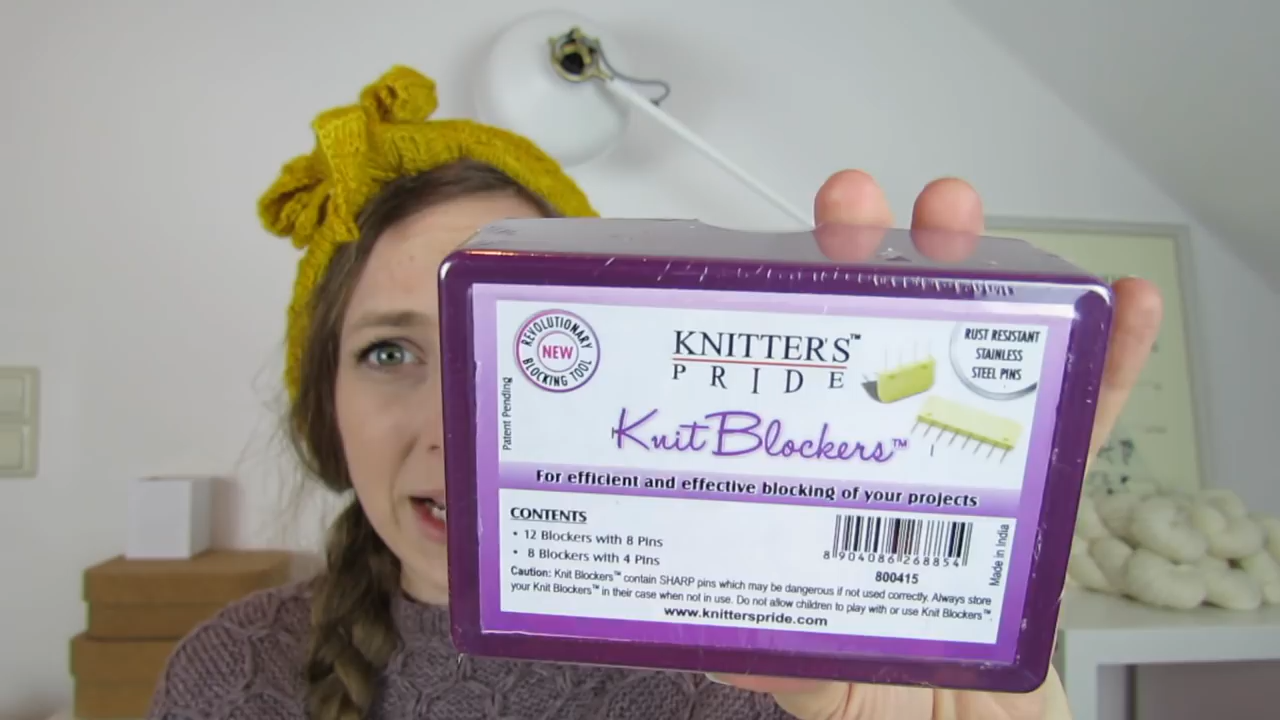 REVOLUTIONARY
NEW
BLOCKING TOOL
Patent Pending
KNITTER'S™
PRIDE
RUST RESISTANT
STAINLESS
STEEL PINS
Knit Blockers™
For efficient and effective blocking of your projects
CONTENTS
• 12 Blockers with 8 Pins
• 8 Blockers with 4 Pins
8 904086 268854
800415
Made in India
Caution: Knit Blockers™ contain SHARP pins which may be dangerous if not used correctly. Always store
your Knit Blockers™ in their case when not in use. Do not allow children to play with or use Knit Blockers™
www.knitterspride.com